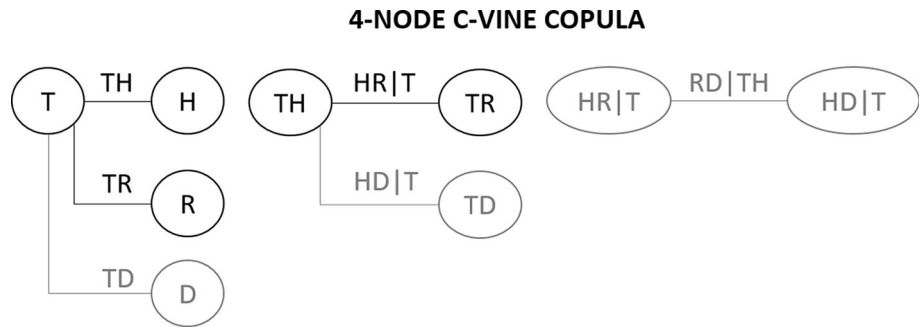 4-NODE C-VINE COPULA
T TH H TH HR|T TR HR|T RD|TH HD|T
TR R HD|T TD
TD D